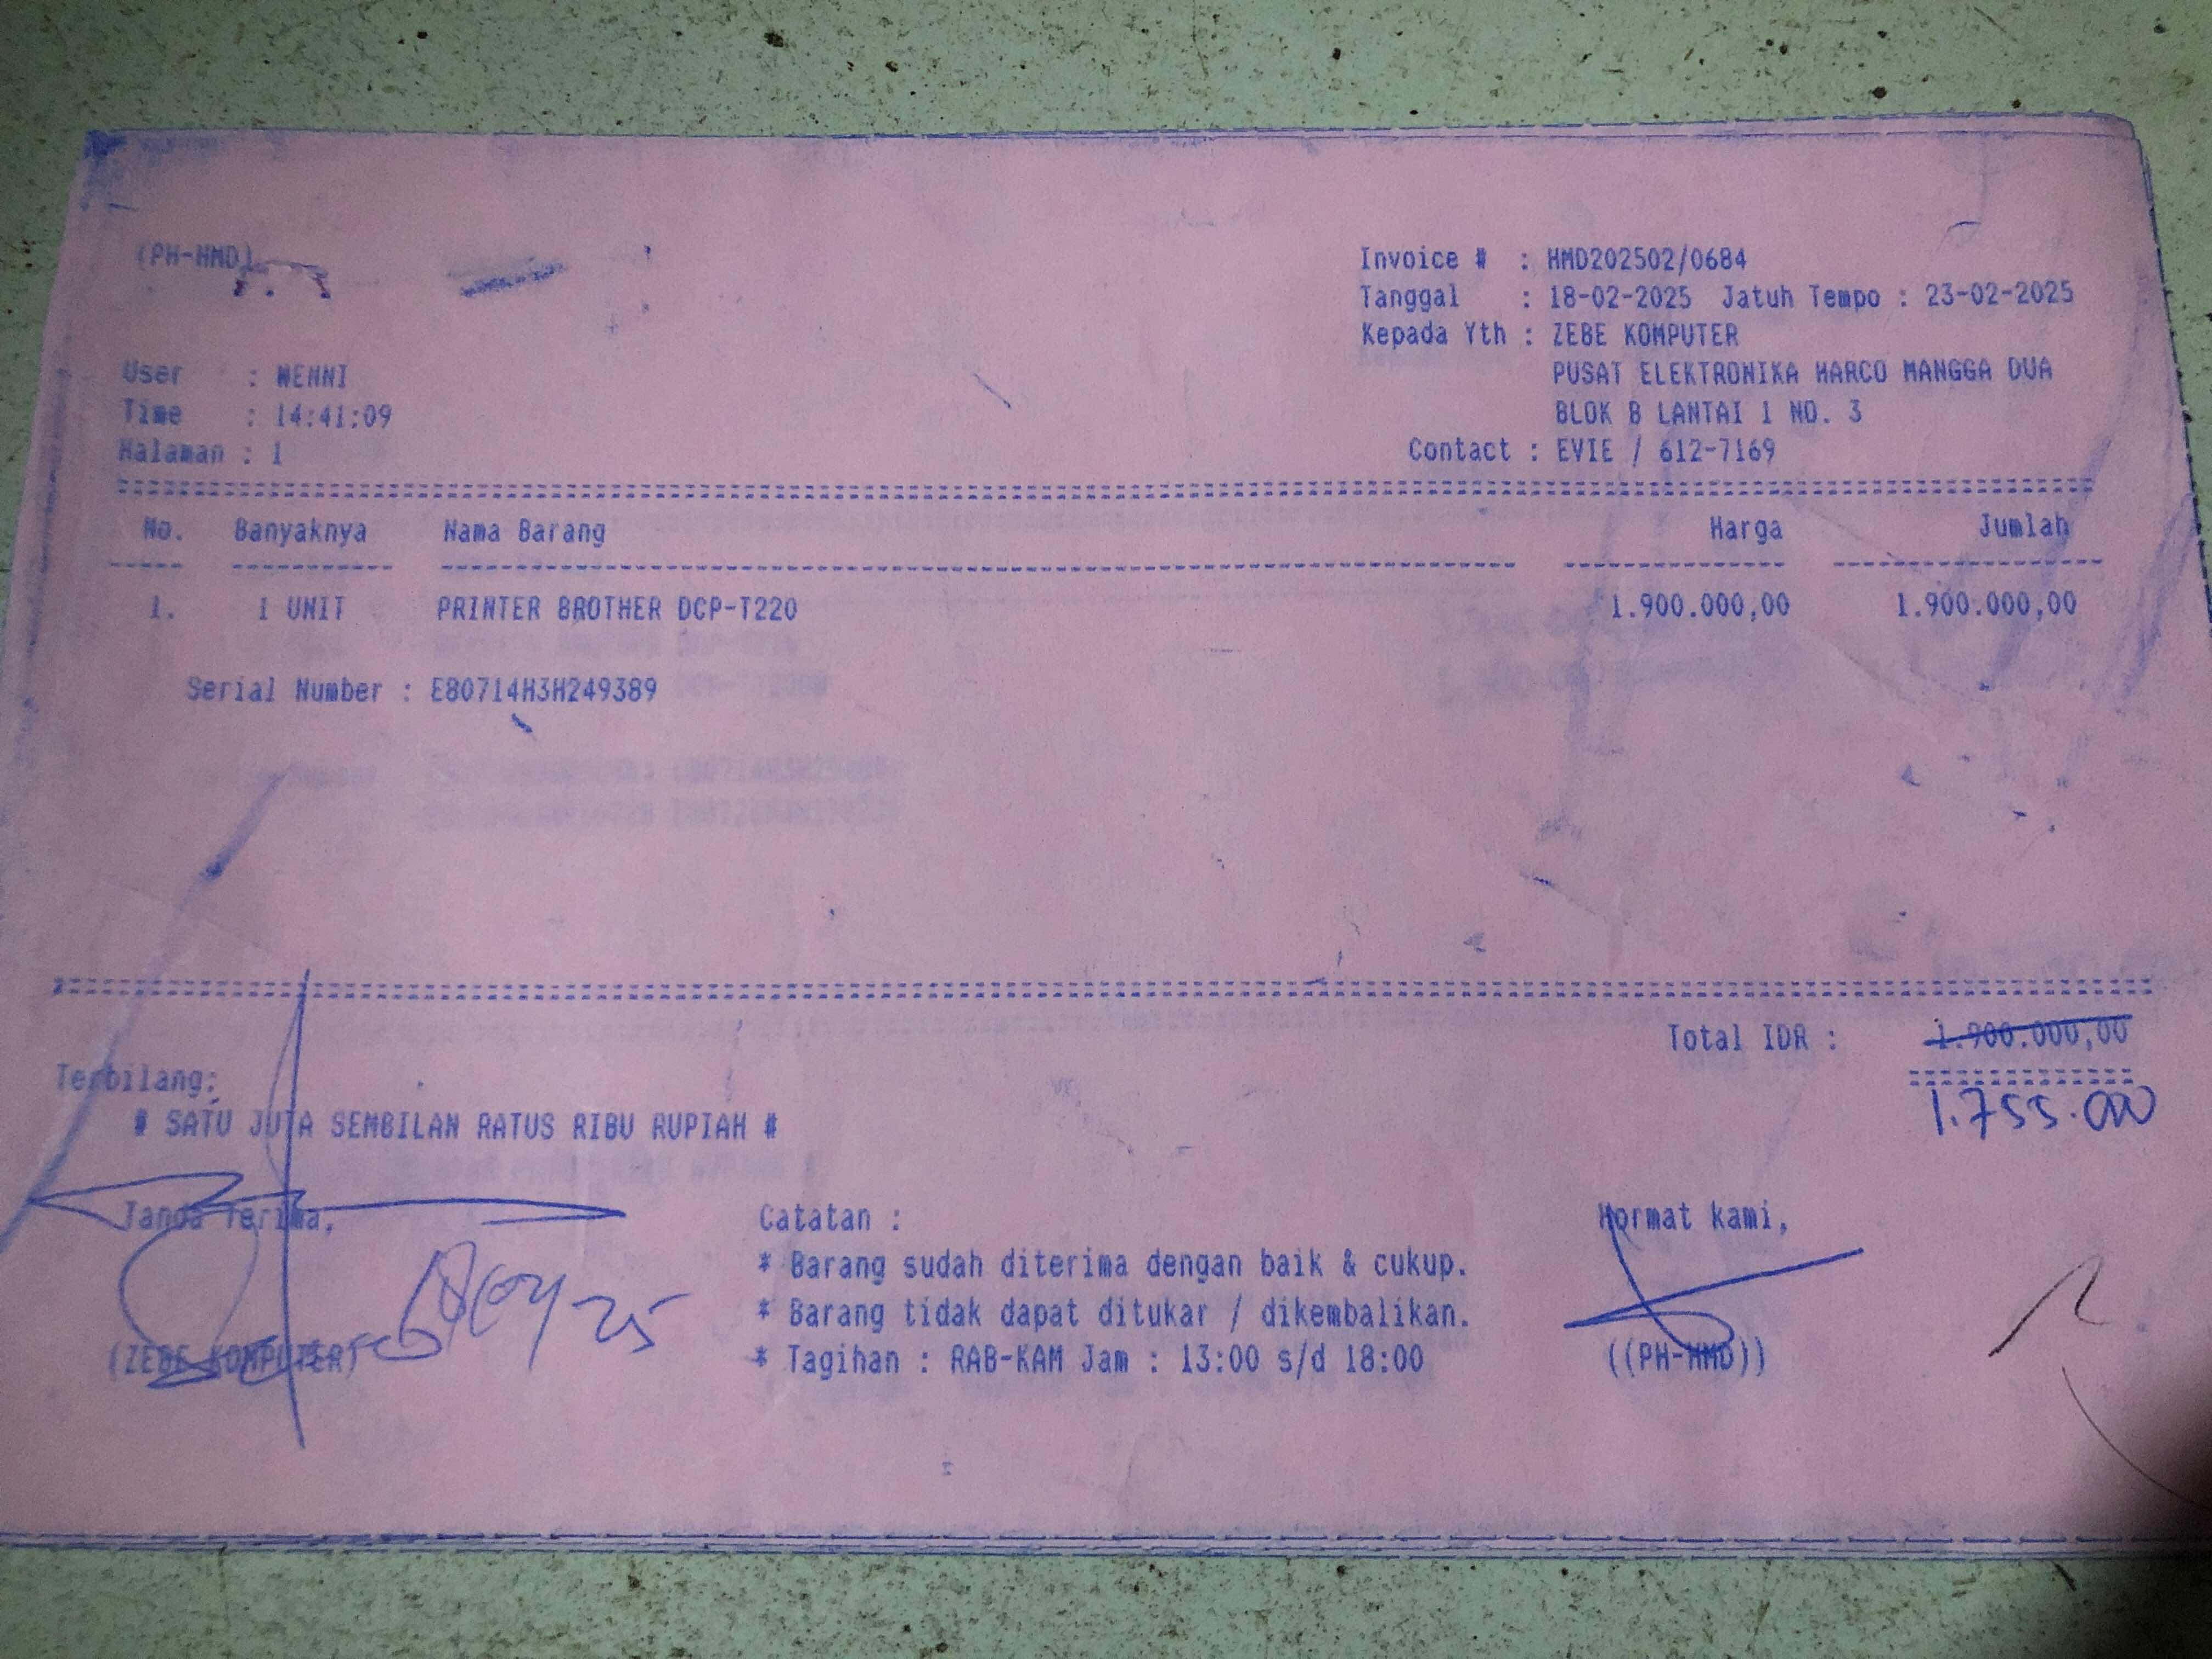 (PH-HMD)
Invoice # : HMD202502/0684
Tanggal : 18-02-2025 Jatuh Tempo : 23-02-2025
Kepada Yth : ZEBE KOMPUTER
PUSAT ELEKTRONIKA HARCO MANGGA DUA
BLOK B LANTAI 1 NO. 3
Contact : EVIE / 612-7169
User : WENNI
Time : 14:41:09
Halaman : 1
No. Banyaknya Nama Barang Harga Jumlah
1. 1 UNIT PRINTER BROTHER DCP-T220 1.900.000,00 1.900.000,00
Serial Number : E80714H3H249389
Total IDR : 1.900.000,00
1.755.000
Terbilang:
# SATU JUTA SEMBILAN RATUS RIBU RUPIAH #
Tanda Terima,
(ZEBE KOMPUTER)
Catatan :
* Barang sudah diterima dengan baik & cukup.
* Barang tidak dapat ditukar / dikembalikan.
* Tagihan : RAB-KAM Jam : 13:00 s/d 18:00
Hormat kami,
((PH-HMD))